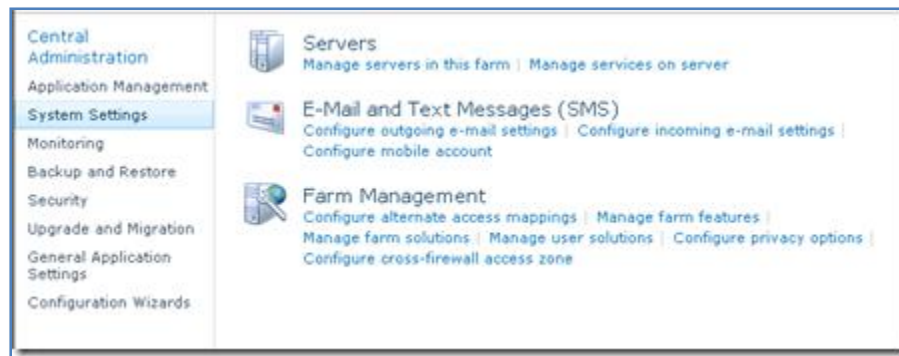 Central
Administration
Application Management
System Settings
Monitoring
Backup and Restore
Security
Upgrade and Migration
General Application
Settings
Configuration Wizards
Servers
Manage servers in this farm | Manage services on server
E-Mail and Text Messages (SMS)
Configure outgoing e-mail settings | Configure incoming e-mail settings |
Configure mobile account
Farm Management
Configure alternate access mappings | Manage farm features |
Manage farm solutions | Manage user solutions | Configure privacy options |
Configure cross-firewall access zone